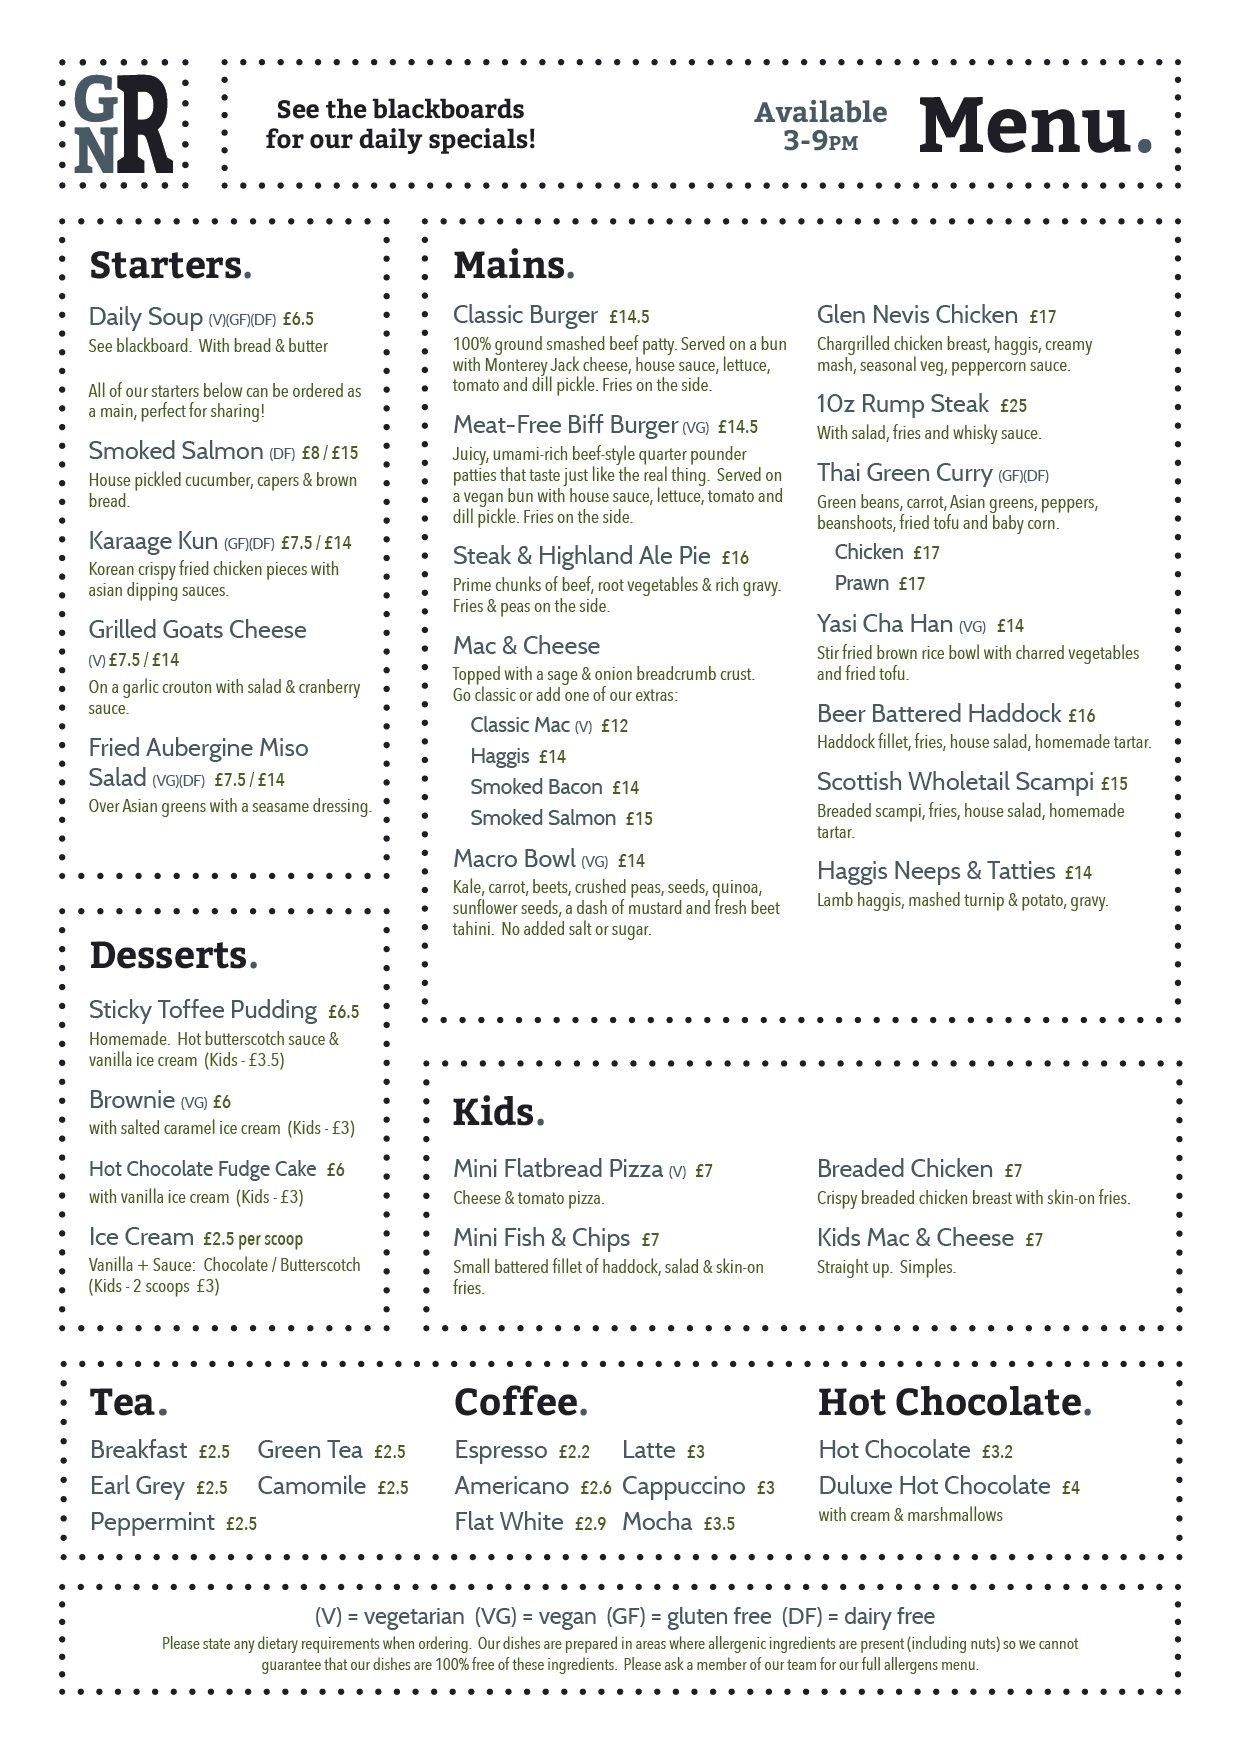 GN R
See the blackboards
for our daily specials!
Available
3-9PM
Menu.
Starters.
Daily Soup (V)(GF)(DF) £6.5
See blackboard. With bread & butter
All of our starters below can be ordered as
a main, perfect for sharing!
Smoked Salmon (DF) £8 / £15
House pickled cucumber, capers & brown
bread.
Karaage Kun (GF)(DF) £7.5 / £14
Korean crispy fried chicken pieces with
asian dipping sauces.
Grilled Goats Cheese
(V) £7.5 / £14
On a garlic crouton with salad & cranberry
sauce.
Fried Aubergine Miso
Salad (VG)(DF) £7.5 / £14
Over Asian greens with a seasame dressing.
Desserts.
Sticky Toffee Pudding £6.5
Homemade. Hot butterscotch sauce &
vanilla ice cream (Kids - £3.5)
Brownie (VG) £6
with salted caramel ice cream (Kids - £3)
Hot Chocolate Fudge Cake £6
with vanilla ice cream (Kids - £3)
Ice Cream £2.5 per scoop
Vanilla + Sauce: Chocolate / Butterscotch
(Kids - 2 scoops £3)
Mains.
Classic Burger £14.5
100% ground smashed beef patty. Served on a bun
with Monterey Jack cheese, house sauce, lettuce,
tomato and dill pickle. Fries on the side.
Meat-Free Biff Burger (VG) £14.5
Juicy, umami-rich beef-style quarter pounder
patties that taste just like the real thing. Served on
a vegan bun with house sauce, lettuce, tomato and
dill pickle. Fries on the side.
Steak & Highland Ale Pie £16
Prime chunks of beef, root vegetables & rich gravy.
Fries & peas on the side.
Mac & Cheese
Topped with a sage & onion breadcrumb crust.
Go classic or add one of our extras:
Classic Mac (V) £12
Haggis £14
Smoked Bacon £14
Smoked Salmon £15
Macro Bowl (VG) £14
Kale, carrot, beets, crushed peas, seeds, quinoa,
sunflower seeds, a dash of mustard and fresh beet
tahini. No added salt or sugar.
Glen Nevis Chicken £17
Chargrilled chicken breast, haggis, creamy
mash, seasonal veg, peppercorn sauce.
10z Rump Steak £25
With salad, fries and whisky sauce.
Thai Green Curry (GF)(DF)
Green beans, carrot, Asian greens, peppers,
beanshoots, fried tofu and baby corn.
Chicken £17
Prawn £17
Yasi Cha Han (VG) £14
Stir fried brown rice bowl with charred vegetables
and fried tofu.
Beer Battered Haddock £16
Haddock fillet, fries, house salad, homemade tartar.
Scottish Wholetail Scampi £15
Breaded scampi, fries, house salad, homemade
tartar.
Haggis Neeps & Tatties £14
Lamb haggis, mashed turnip & potato, gravy.
Kids.
Mini Flatbread Pizza (V) £7
Cheese & tomato pizza.
Mini Fish & Chips £7
Small battered fillet of haddock, salad & skin-on
fries.
Breaded Chicken £7
Crispy breaded chicken breast with skin-on fries.
Kids Mac & Cheese £7
Straight up. Simples.
Tea.
Breakfast £2.5 Green Tea £2.5
Earl Grey £2.5 Camomile £2.5
Peppermint £2.5
Coffee.
Espresso £2.2 Latte £3
Americano £2.6 Cappuccino £3
Flat White £2.9 Mocha £3.5
Hot Chocolate.
Hot Chocolate £3.2
Duluxe Hot Chocolate £4
with cream & marshmallows
(V) = vegetarian (VG) = vegan (GF) = gluten free (DF) = dairy free
Please state any dietary requirements when ordering. Our dishes are prepared in areas where allergenic ingredients are present (including nuts) so we cannot
guarantee that our dishes are 100% free of these ingredients. Please ask a member of our team for our full allergens menu.